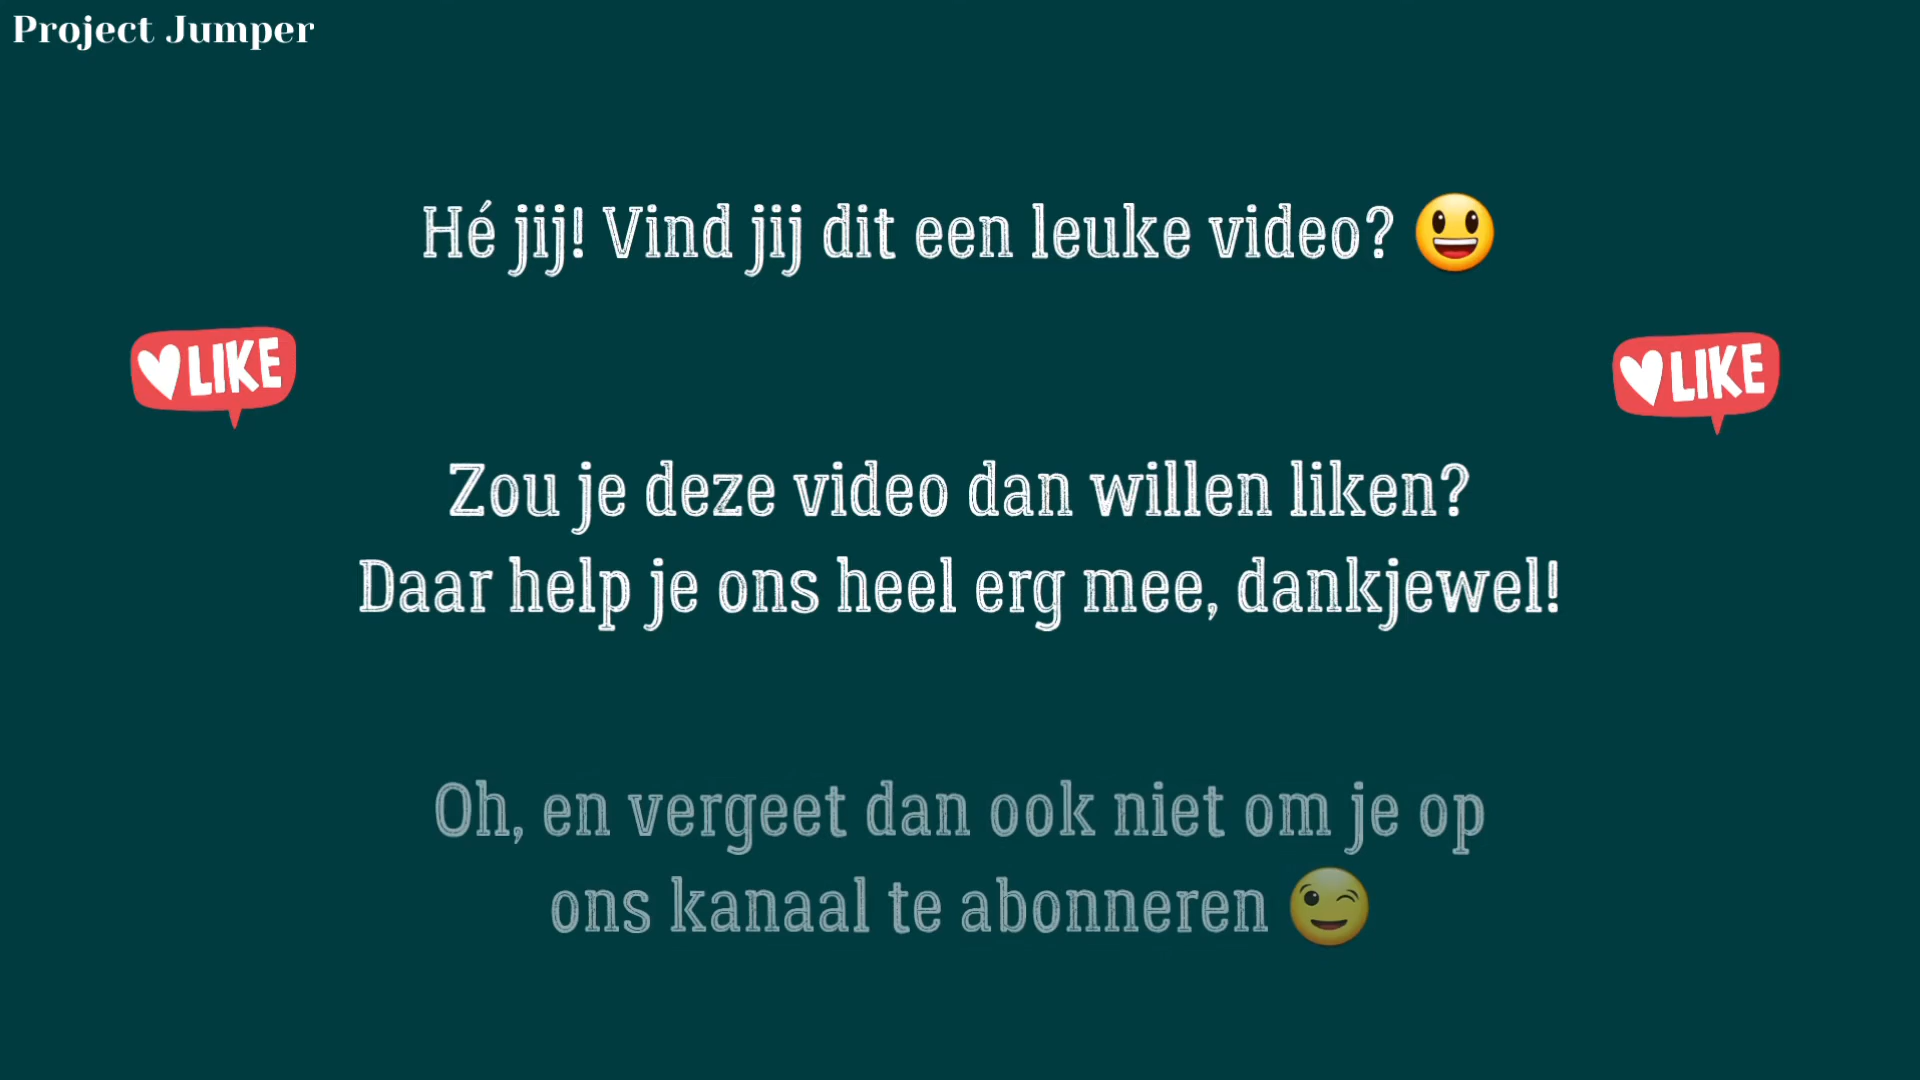 Project Jumper
Hé jij! Vind jij dit een leuke video? 😃
LIKE
LIKE
Zou je deze video dan willen liken?
Daar help je ons heel erg mee, dankjewel!
Oh, en vergeet dan ook niet om je op
ons kanaal te abonneren 😉